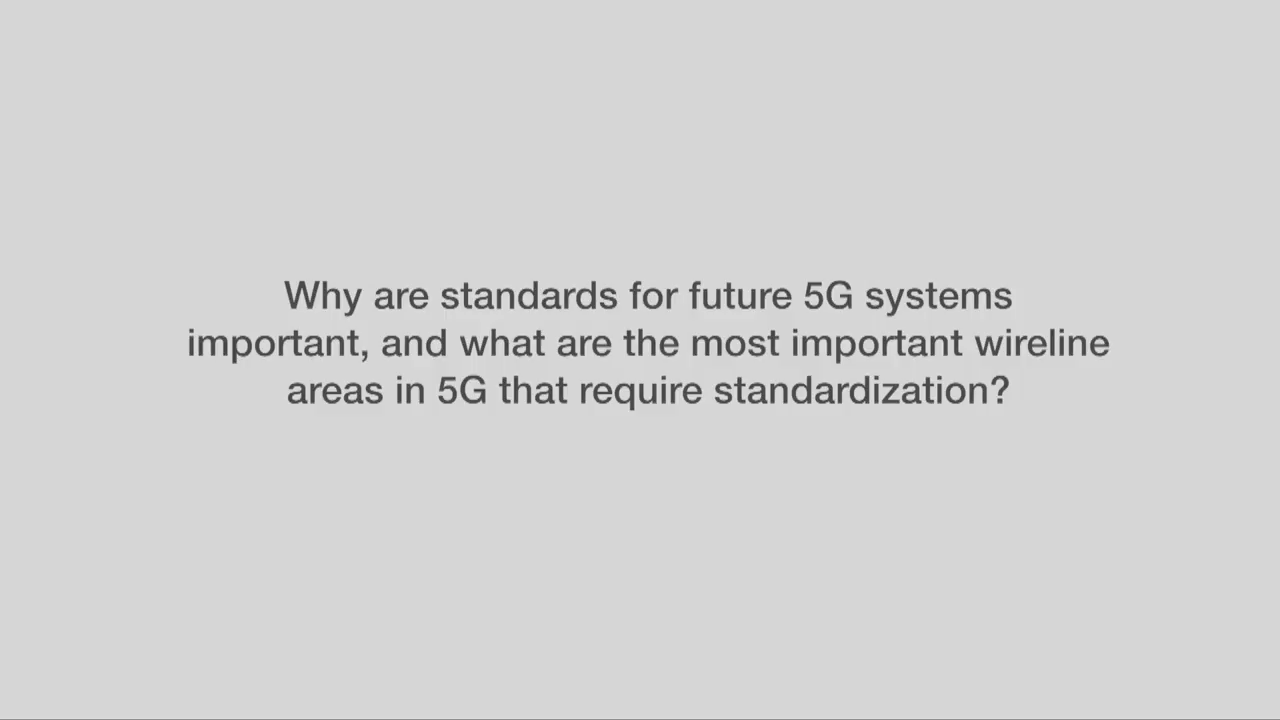 Why are standards for future 5G systems
important, and what are the most important wireline
areas in 5G that require standardization?